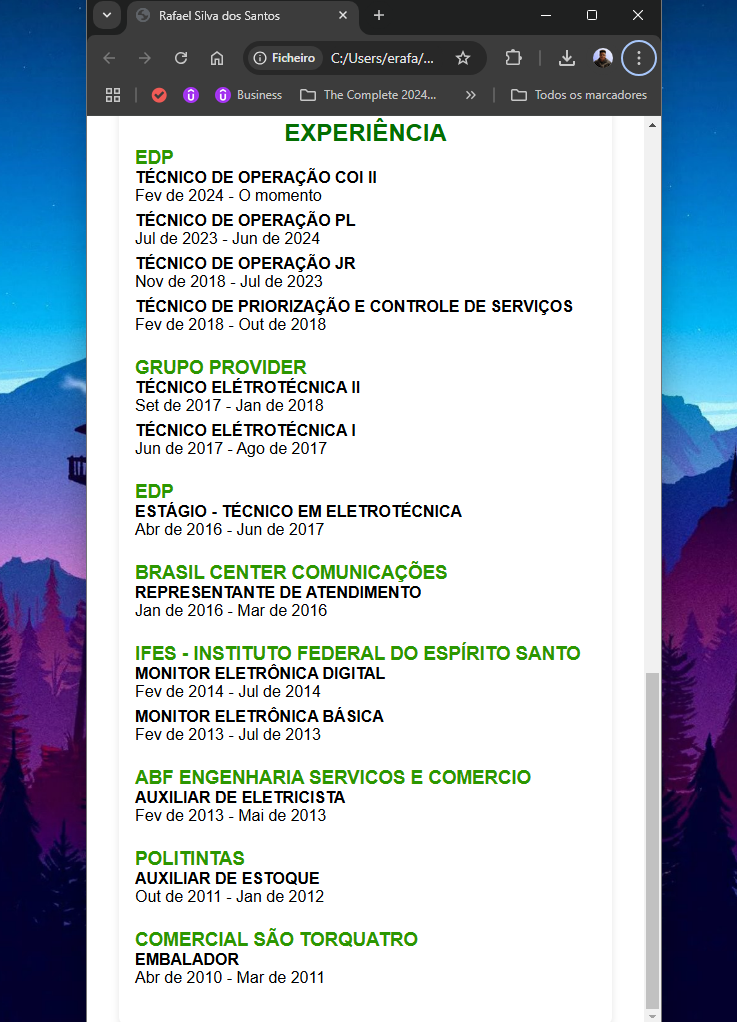 Rafael Silva dos Santos
Ficheiro C:/Users/erafa/...
Business The Complete 2024... Todos os marcadores
EXPERIÊNCIA
EDP
TÉCNICO DE OPERAÇÃO COI II
Fev de 2024 - O momento
TÉCNICO DE OPERAÇÃO PL
Jul de 2023 - Jun de 2024
TÉCNICO DE OPERAÇÃO JR
Nov de 2018 - Jul de 2023
TÉCNICO DE PRIORIZAÇÃO E CONTROLE DE SERVIÇOS
Fev de 2018 - Out de 2018
GRUPO PROVIDER
TÉCNICO ELÉTROTÉCNICA II
Set de 2017 - Jan de 2018
TÉCNICO ELÉTROTÉCNICA I
Jun de 2017 - Ago de 2017
EDP
ESTÁGIO - TÉCNICO EM ELETROTÉCNICA
Abr de 2016 - Jun de 2017
BRASIL CENTER COMUNICAÇÕES
REPRESENTANTE DE ATENDIMENTO
Jan de 2016 - Mar de 2016
IFES - INSTITUTO FEDERAL DO ESPÍRITO SANTO
MONITOR ELETRÔNICA DIGITAL
Fev de 2014 - Jul de 2014
MONITOR ELETRÔNICA BÁSICA
Fev de 2013 - Jul de 2013
ABF ENGENHARIA SERVICOS E COMERCIO
AUXILIAR DE ELETRICISTA
Fev de 2013 - Mai de 2013
POLITINTAS
AUXILIAR DE ESTOQUE
Out de 2011 - Jan de 2012
COMERCIAL SÃO TORQUATRO
EMBALADOR
Abr de 2010 - Mar de 2011